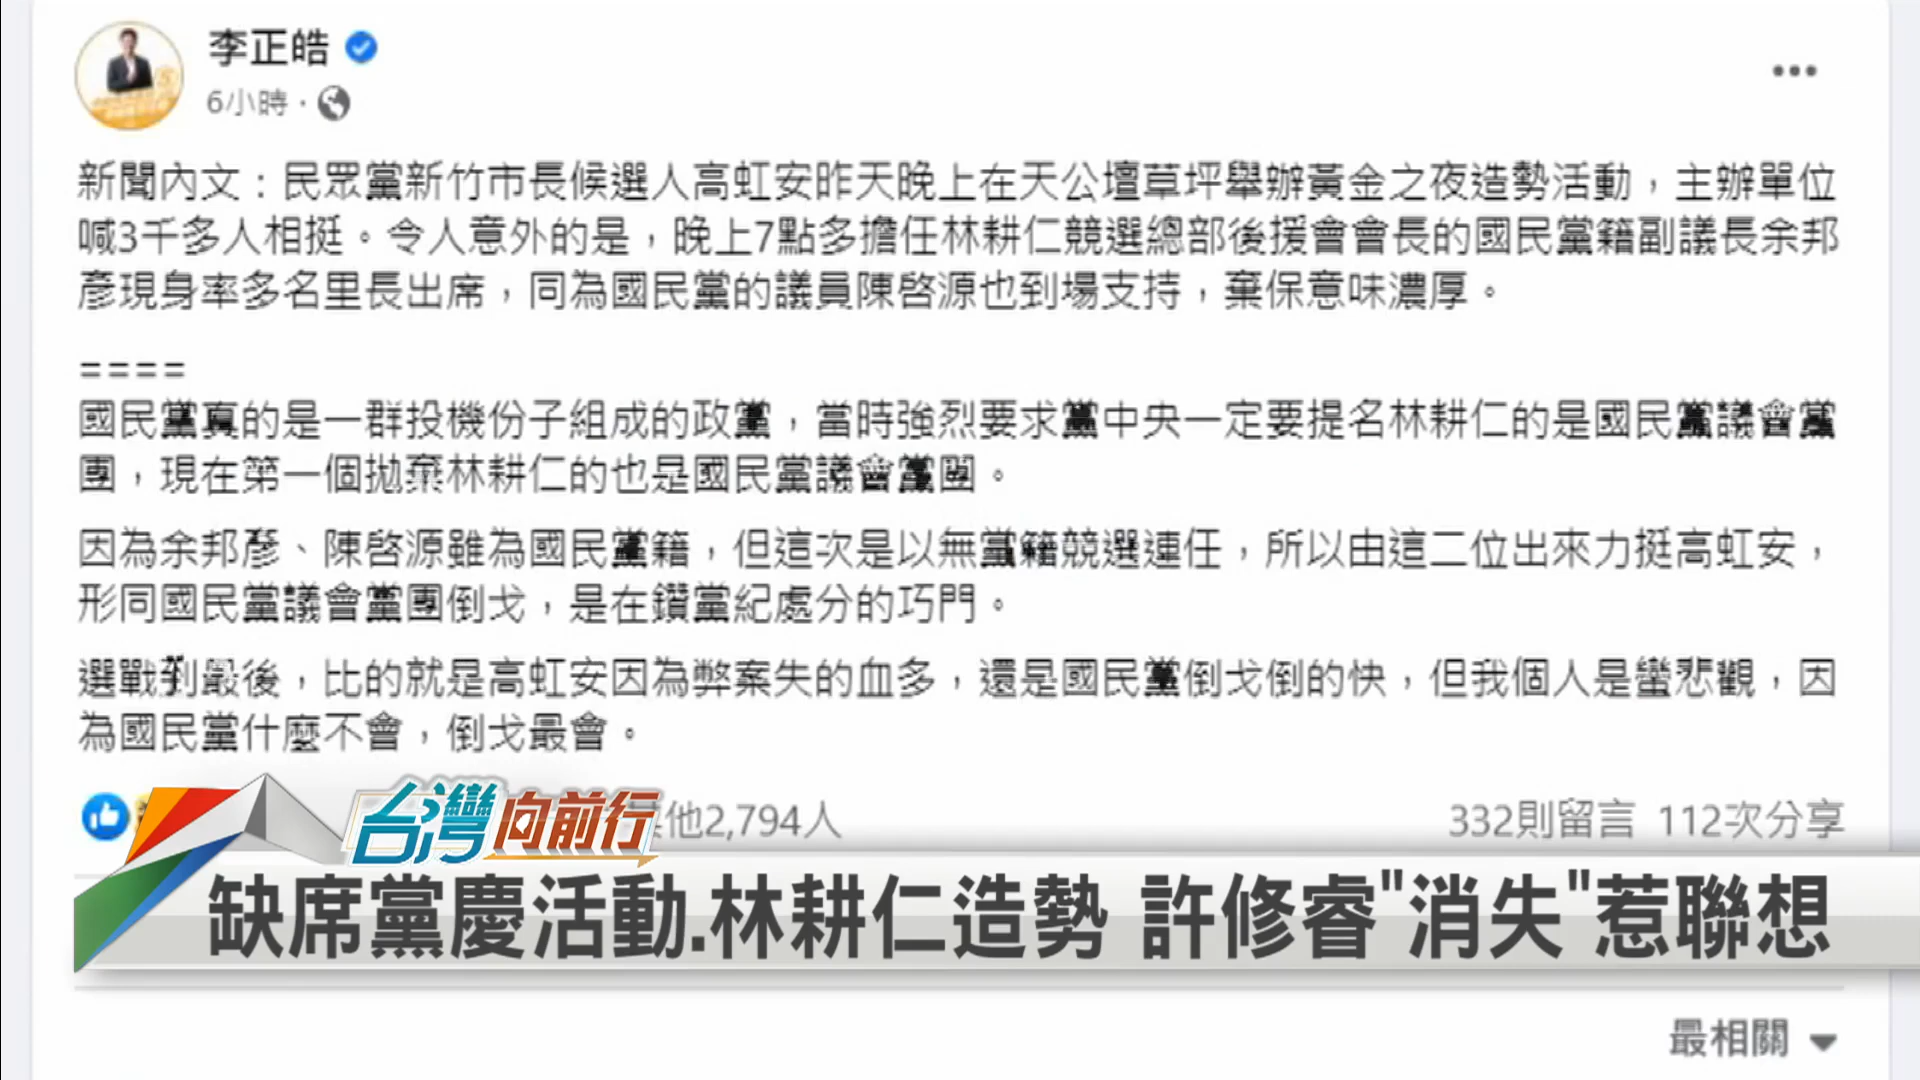 李正皓
6小時
新聞內文：民眾黨新竹市長候選人高虹安昨天晚上在天公壇草坪舉辦黃金之夜造勢活動，主辦單位
喊3千多人相挺。令人意外的是，晚上7點多擔任林耕仁競選總部後援會會長的國民黨籍副議長余邦
彥現身率多名里長出席，同為國民黨的議員陳啓源也到場支持，棄保意味濃厚。
====
國民黨真的是一群投機份子組成的政黨，當時強烈要求黨中央一定要提名林耕仁的是國民黨議會黨
團，現在第一個拋棄林耕仁的也是國民黨議會黨團。
因為余邦彥、陳啓源雖為國民黨籍，但這次是以無黨籍競選連任，所以由這二位出來力挺高虹安，
形同國民黨議會黨團倒戈，是在鑽黨紀處分的巧門。
選戰到最後，比的就是高虹安因為弊案失的血多，還是國民黨倒戈倒的快，但我個人是蠻悲觀，因
為國民黨什麼不會，倒戈最會。
他2,794人
332則留言 112次分享
台灣向前行
缺席黨慶活動.林耕仁造勢 許修睿"消失"惹聯想
最相關